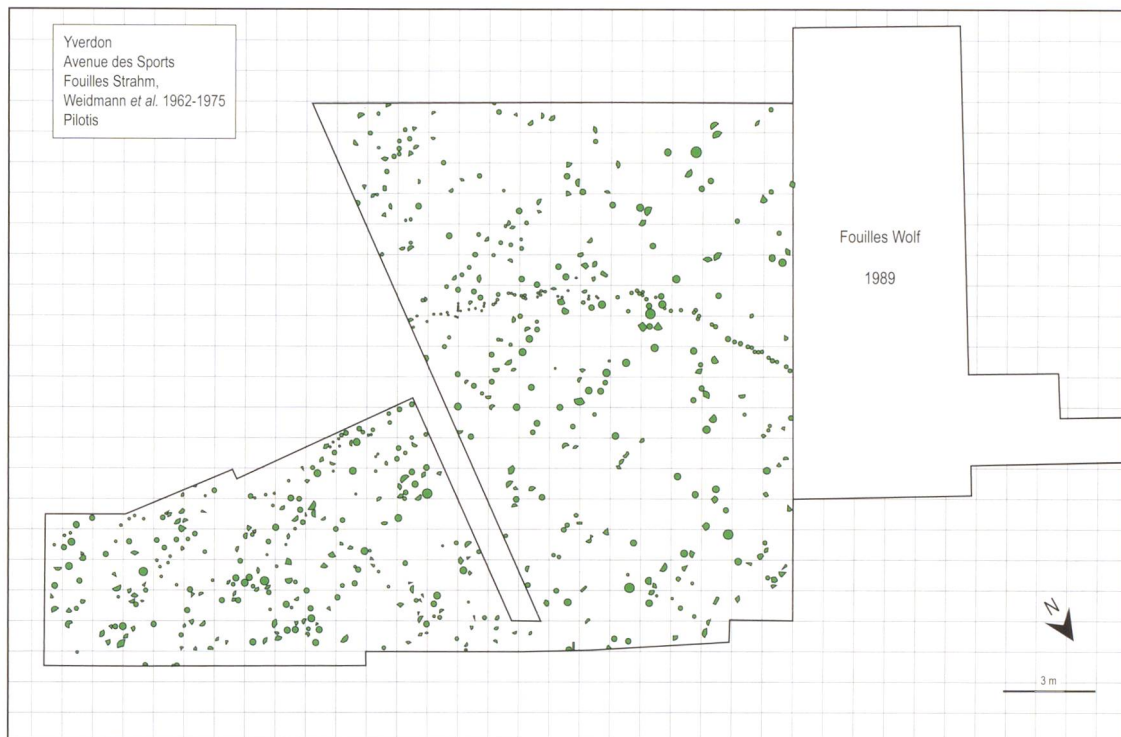 Yverdon
Avenue des Sports
Fouilles Strahm,
Weidmann et al. 1962-1975
Pilotis
Fouilles Wolf
1989
N
3 m